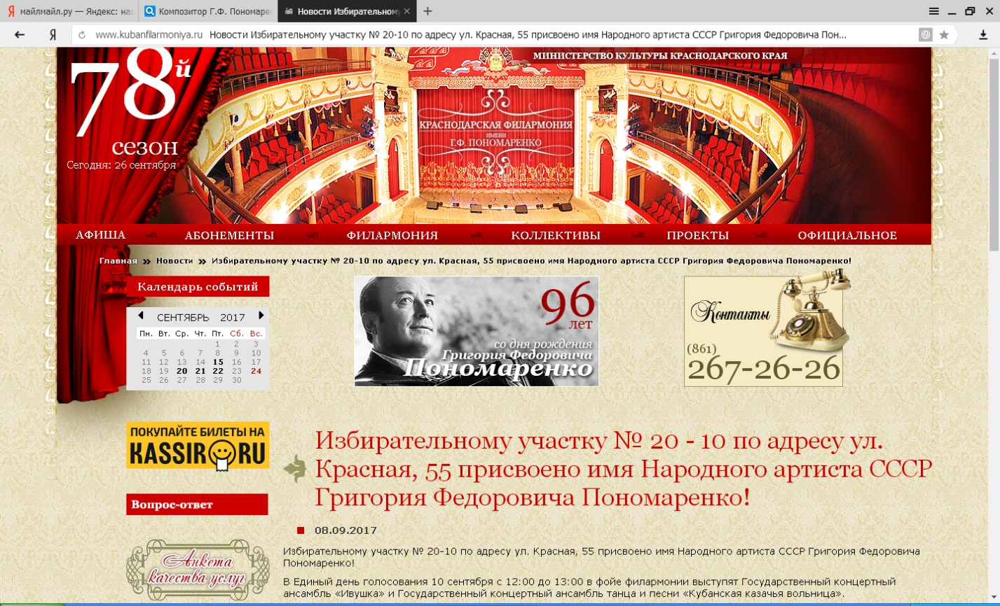 майлмайл.ру — Яндекс: на
Композитор Г.Ф. Пономаре
Новости Избирательному
www.kubanfilarmoniya.ru Новости Избирательному участку № 20-10 по адресу ул. Красная, 55 присвоено имя Народного артиста СССР Григория Федоровича Пон...
МИНИСТЕРСТВО КУЛЬТУРЫ КРАСНОДАРСКОГО КРАЯ
78й
сезон
Сегодня: 26 сентября
КРАСНОДАРСКАЯ ФИЛАРМОНИЯ
ИМЕНИ
Г.Ф. ПОНОМАРЕНКО
АФИША АБОНЕМЕНТЫ ФИЛАРМОНИЯ КОЛЛЕКТИВЫ ПРОЕКТЫ ОФИЦИАЛЬНОЕ
Главная » Новости » Избирательному участку № 20-10 по адресу ул. Красная, 55 присвоено имя Народного артиста СССР Григория Федоровича Пономаренко!
Календарь событий
СЕНТЯБРЬ 2017
Пн. Вт. Ср. Чт. Пт. Сб. Вс.
1 2 3
4 5 6 7 8 9 10
11 12 13 14 15 16 17
18 19 20 21 22 23 24
25 26 27 28 29 30
96
лет
со дня рождения
Григория Федоровича
Пономаренко
Контакты
(861)
267-26-26
ПОКУПАЙТЕ БИЛЕТЫ НА
KASSIR.RU
Вопрос-ответ
Анкета
качества услуг
Избирательному участку № 20 - 10 по адресу ул.
Красная, 55 присвоено имя Народного артиста СССР
Григория Федоровича Пономаренко!
08.09.2017
Избирательному участку № 20-10 по адресу ул. Красная, 55 присвоено имя Народного артиста СССР Григория Федоровича
Пономаренко!
В Единый день голосования 10 сентября с 12:00 до 13:00 в фойе филармонии выступят Государственный концертный
ансамбль «Ивушка» и Государственный концертный ансамбль танца и песни «Кубанская казачья вольница».